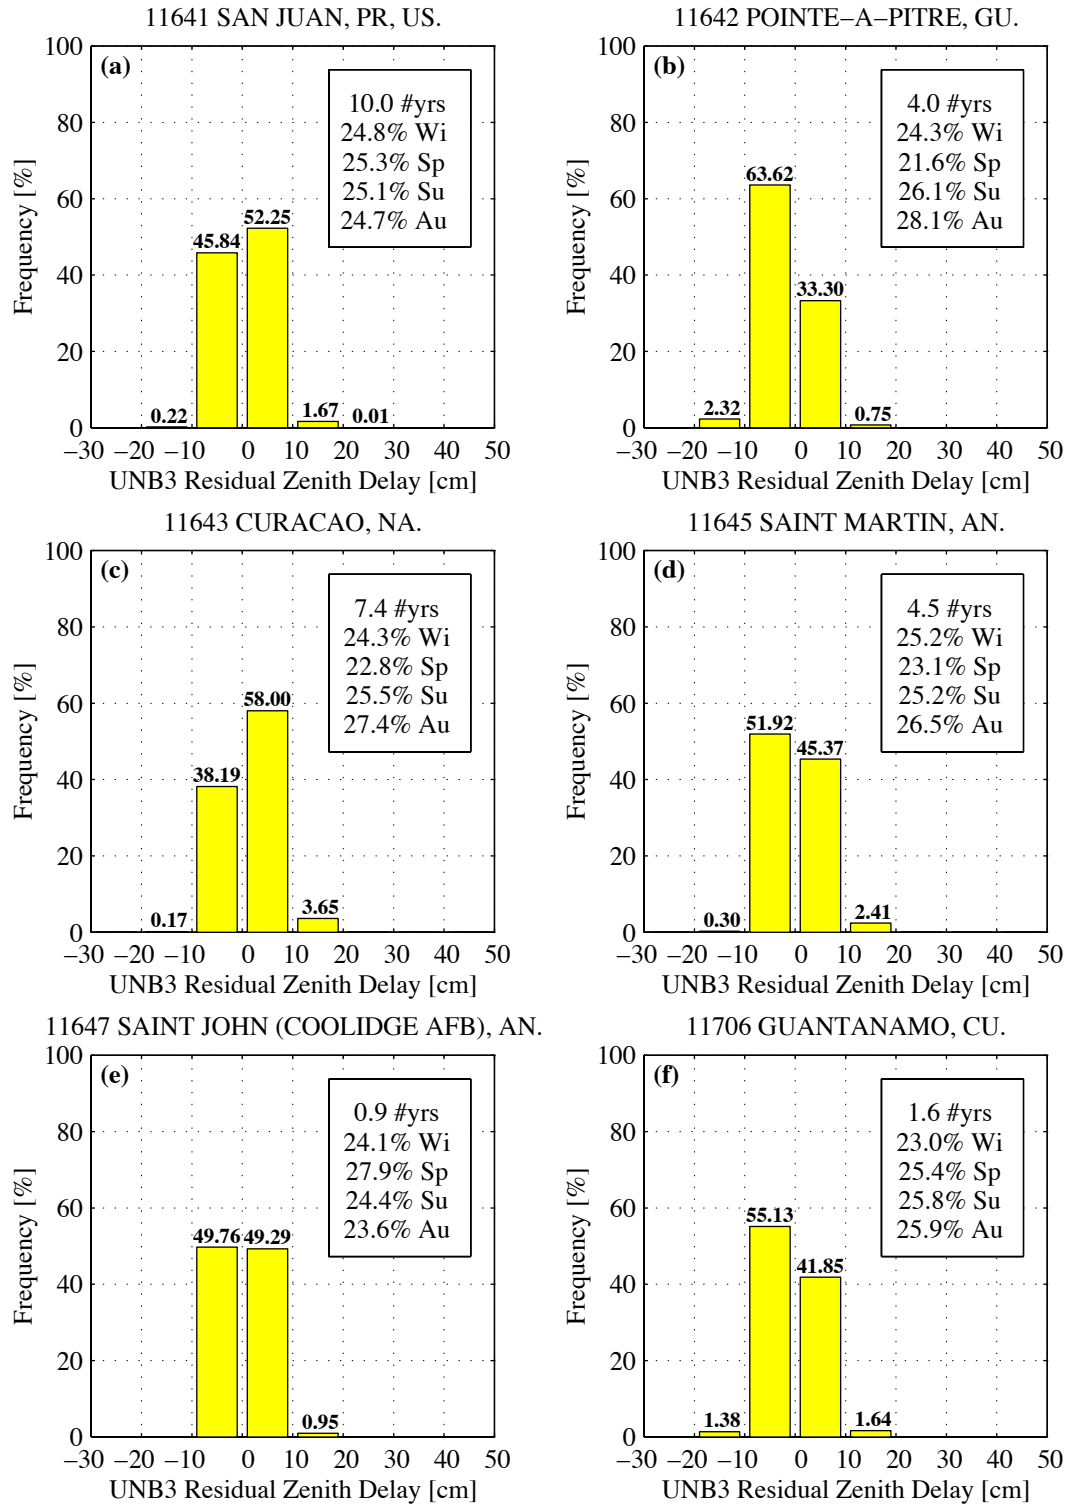 11641 SAN JUAN, PR, US.
(a)
10.0 #yrs
24.8% Wi
25.3% Sp
25.1% Su
24.7% Au
100
80
60
40
20
0
Frequency [%]
0.22
45.84
52.25
1.67
0.01
−30 −20 −10 0 10 20 30 40 50
UNB3 Residual Zenith Delay [cm]
11642 POINTE−A−PITRE, GU.
(b)
4.0 #yrs
24.3% Wi
21.6% Sp
26.1% Su
28.1% Au
100
80
60
40
20
0
Frequency [%]
2.32
63.62
33.30
0.75
−30 −20 −10 0 10 20 30 40 50
UNB3 Residual Zenith Delay [cm]
11643 CURACAO, NA.
(c)
7.4 #yrs
24.3% Wi
22.8% Sp
25.5% Su
27.4% Au
100
80
60
40
20
0
Frequency [%]
0.17
38.19
58.00
3.65
−30 −20 −10 0 10 20 30 40 50
UNB3 Residual Zenith Delay [cm]
11645 SAINT MARTIN, AN.
(d)
4.5 #yrs
25.2% Wi
23.1% Sp
25.2% Su
26.5% Au
100
80
60
40
20
0
Frequency [%]
0.30
51.92
45.37
2.41
−30 −20 −10 0 10 20 30 40 50
UNB3 Residual Zenith Delay [cm]
11647 SAINT JOHN (COOLIDGE AFB), AN.
(e)
0.9 #yrs
24.1% Wi
27.9% Sp
24.4% Su
23.6% Au
100
80
60
40
20
0
Frequency [%]
49.76
49.29
0.95
−30 −20 −10 0 10 20 30 40 50
UNB3 Residual Zenith Delay [cm]
11706 GUANTANAMO, CU.
(f)
1.6 #yrs
23.0% Wi
25.4% Sp
25.8% Su
25.9% Au
100
80
60
40
20
0
Frequency [%]
1.38
55.13
41.85
1.64
−30 −20 −10 0 10 20 30 40 50
UNB3 Residual Zenith Delay [cm]